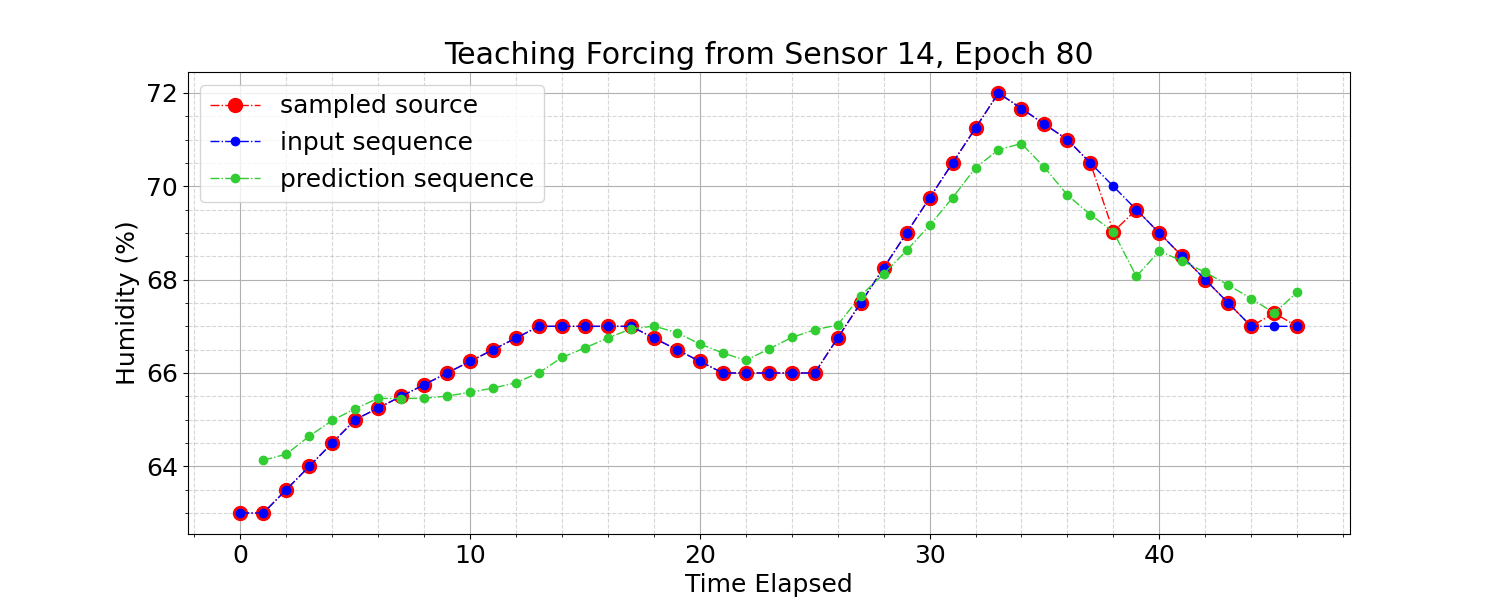 Teaching Forcing from Sensor 14, Epoch 80
sampled source
input sequence
prediction sequence
Humidity (%)
72
70
68
66
64
0 10 20 30 40
Time Elapsed